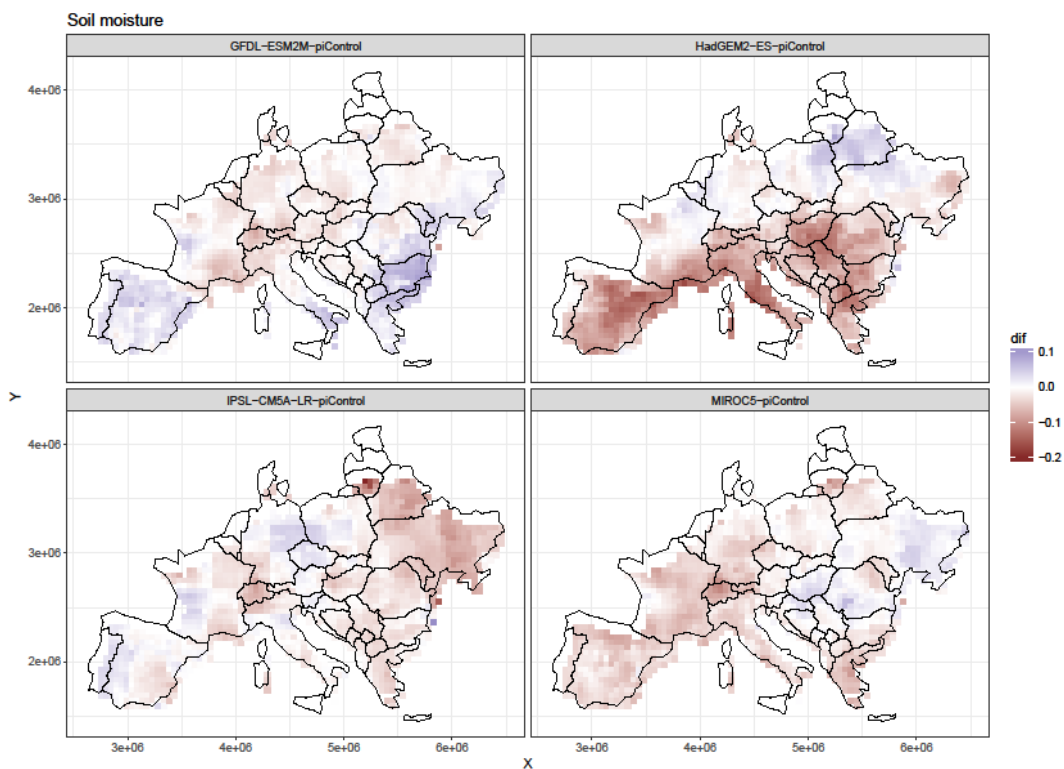 Soil moisture
GFDL−ESM2M−piControl
HadGEM2−ES−piControl
4e+06
3e+06
2e+06
dif
0.1
0.0
−0.1
−0.2
Y
IPSL−CM5A−LR−piControl
MIROC5−piControl
4e+06
3e+06
2e+06
3e+06
4e+06
5e+06
6e+06
3e+06
4e+06
5e+06
6e+06
X